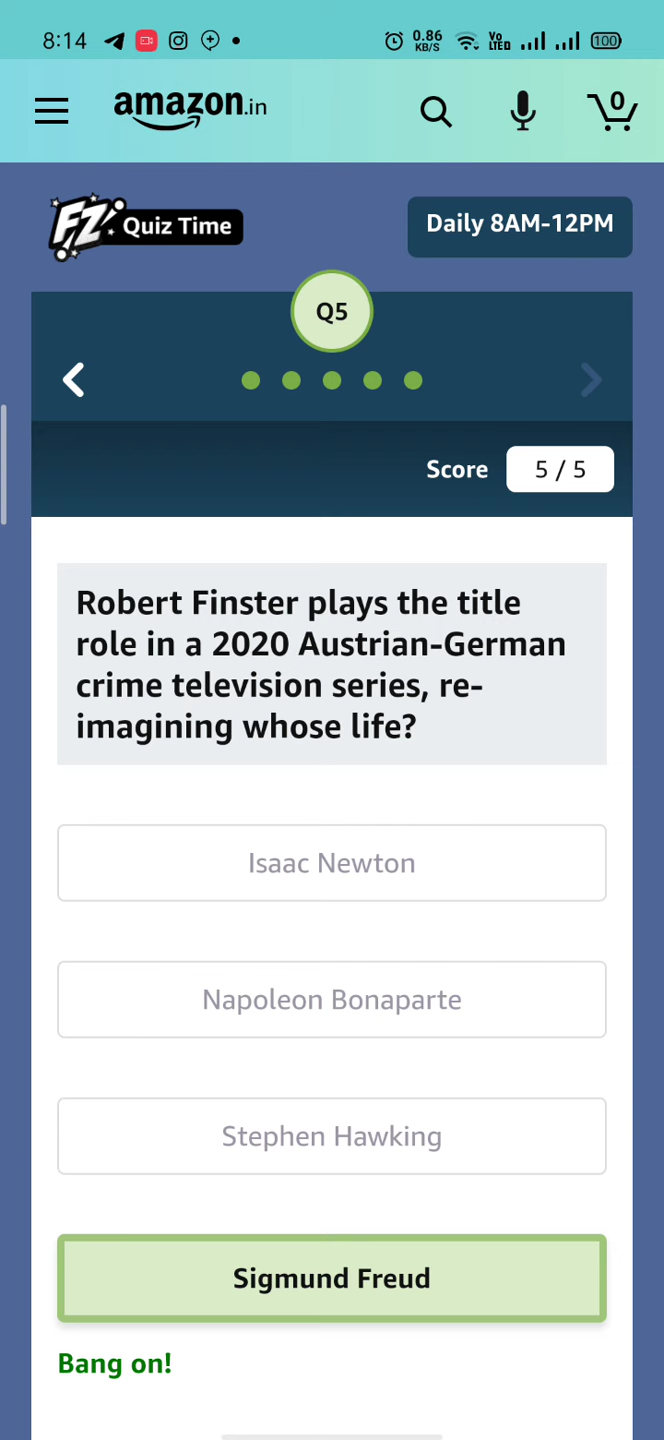 8:14 0.86 KB/S Vo LTED 100
amazon.in 0
FZ Quiz Time Daily 8AM-12PM
Q5
Score 5 / 5
Robert Finster plays the title
role in a 2020 Austrian-German
crime television series, re-
imagining whose life?
Isaac Newton
Napoleon Bonaparte
Stephen Hawking
Sigmund Freud
Bang on!